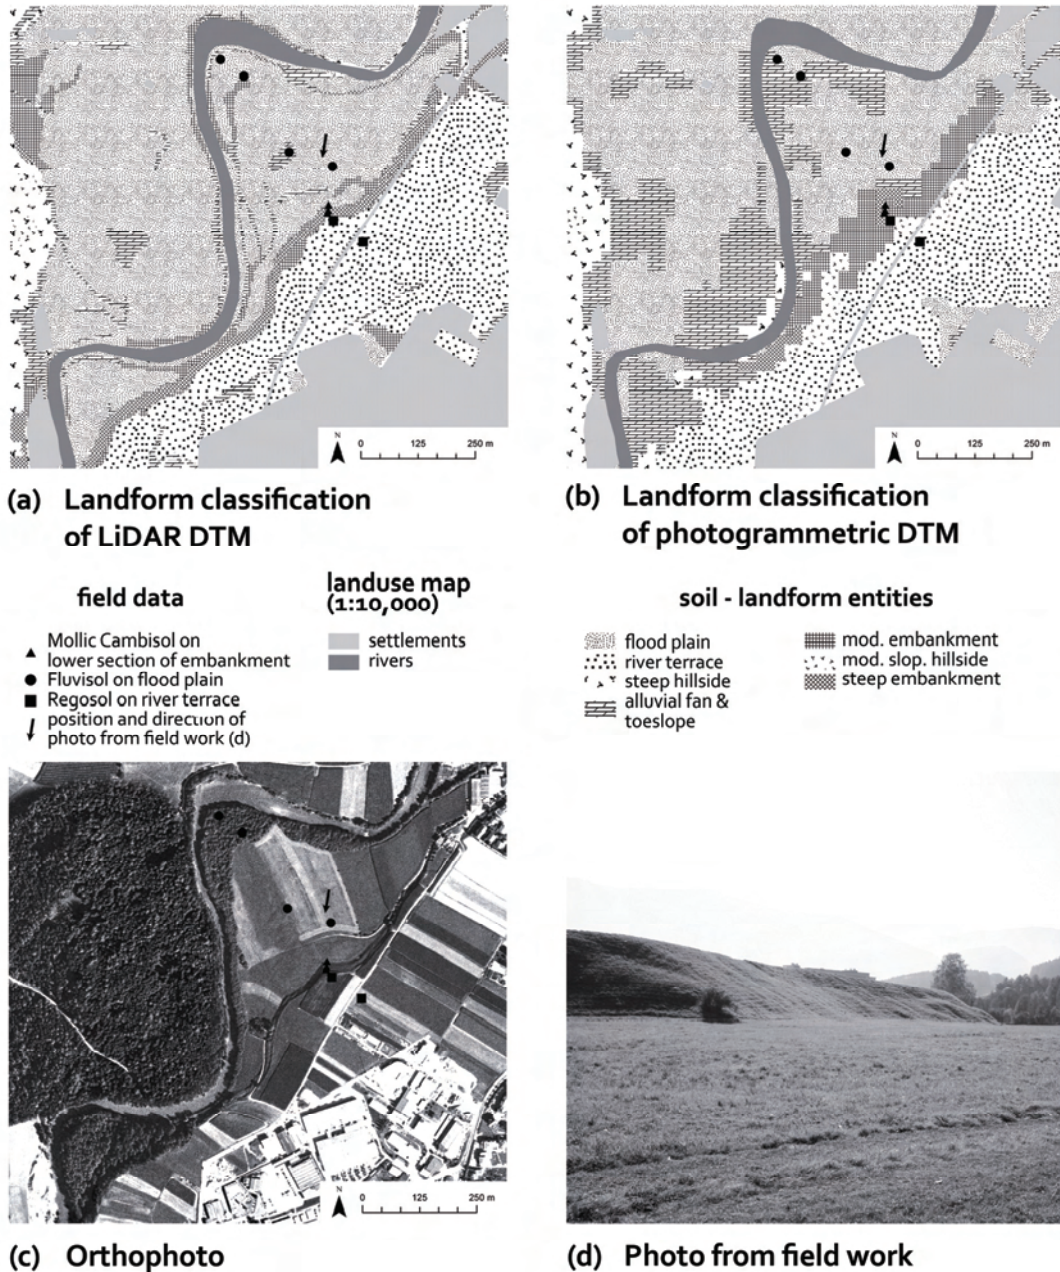 N
0 125 250 m
N
0 125 250 m
(a) Landform classification
of LiDAR DTM
(b) Landform classification
of photogrammetric DTM
field data
Mollic Cambisol on
lower section of embankment
Fluvisol on flood plain
Regosol on river terrace
position and direction of
photo from field work (d)
landuse map
(1:10,000)
settlements
rivers
soil - landform entities
flood plain
river terrace
steep hillside
alluvial fan &
toeslope
mod. embankment
mod. slop. hillside
steep embankment
N
0 125 250 m
(c) Orthophoto
(d) Photo from field work